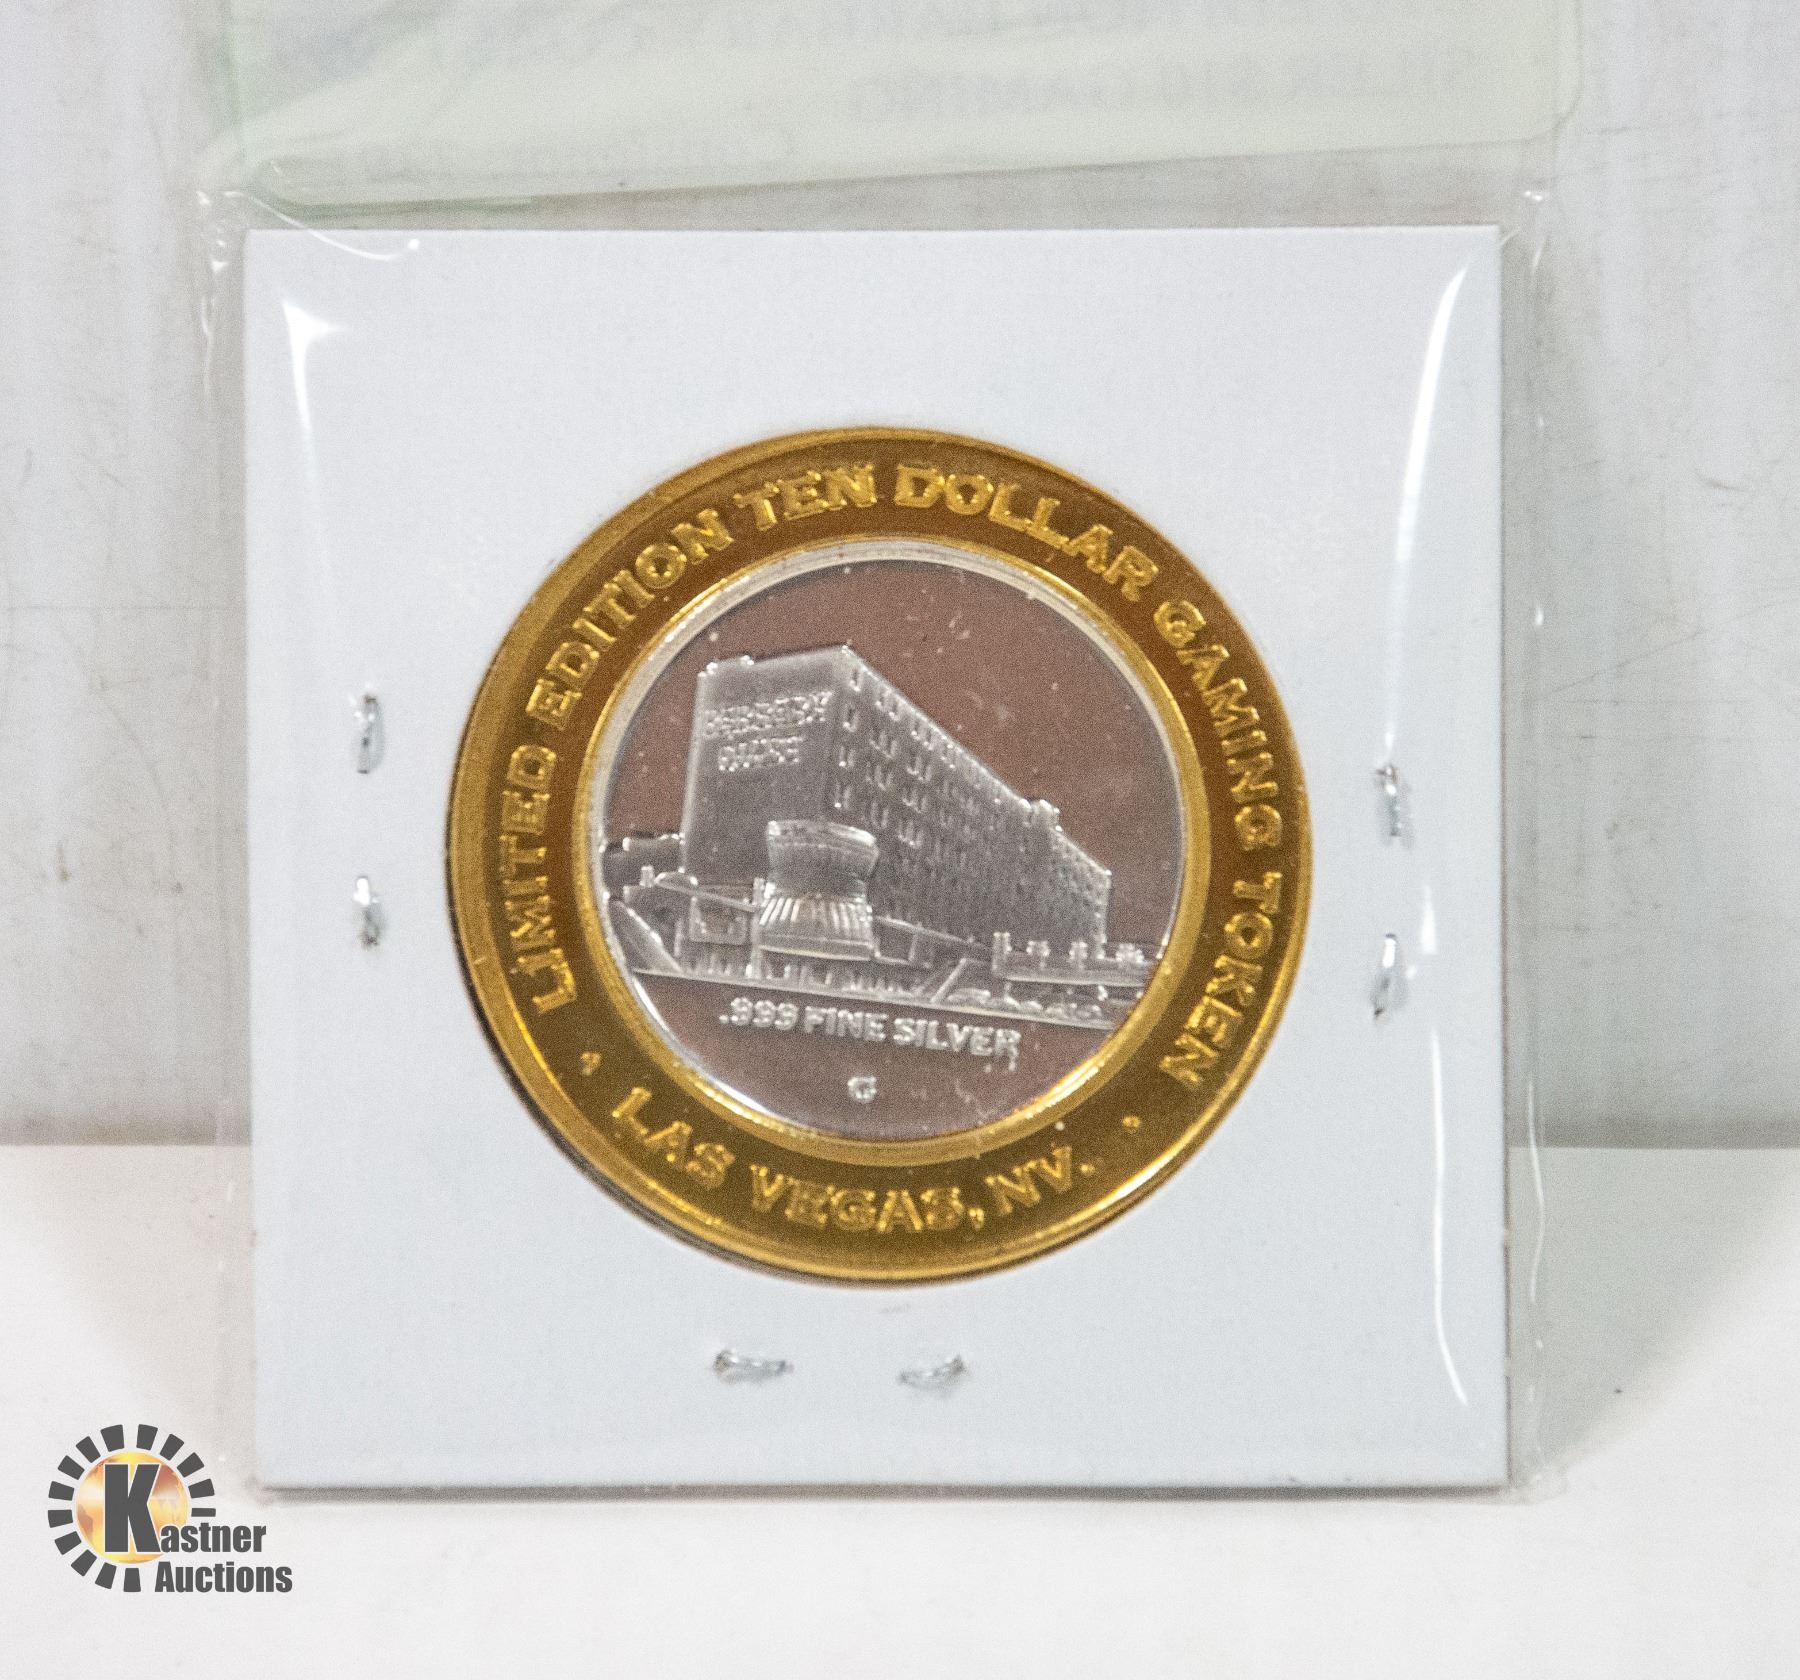 LIMITED EDITION TEN DOLLAR GAMING TOKEN
.999 FINE SILVER
G
• LAS VEGAS, NV. •
Kastner
Auctions